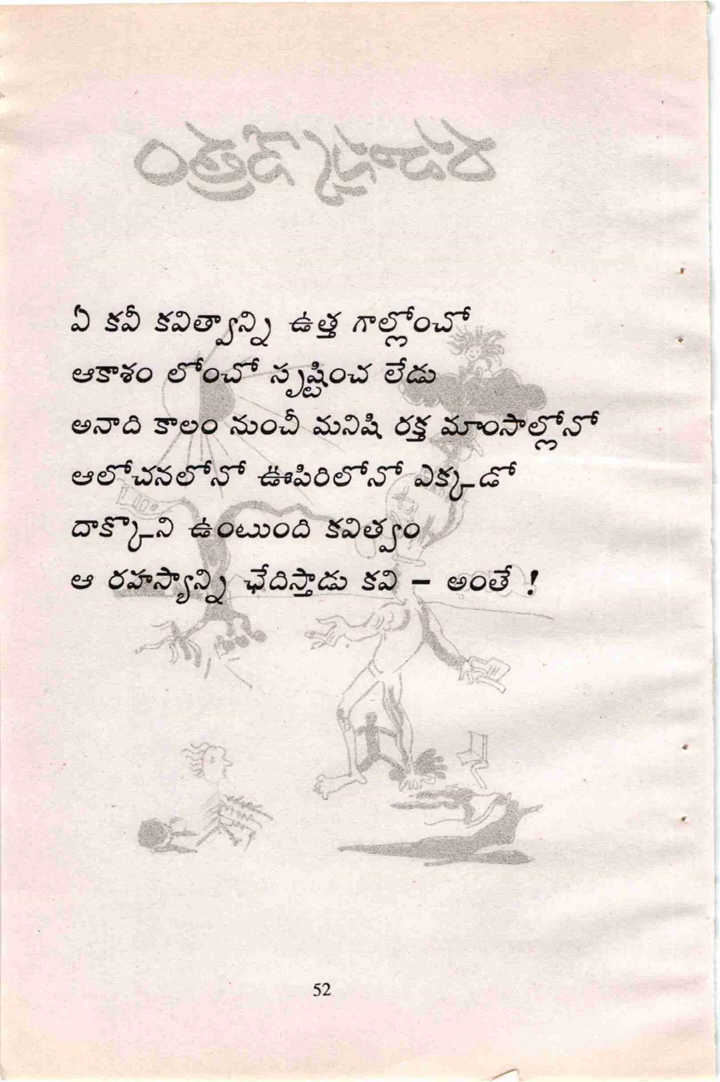 ఏ కవీ కవిత్వాన్ని ఉత్త గాల్లోంచో
ఆకాశం లోంచో సృష్టించ లేడు
అనాది కాలం నుంచీ మనిషి రక్త మాంసాల్లోనో
ఆలోచనలోనో ఊపిరిలోనో ఎక్కడో
దాక్కొని ఉంటుంది కవిత్వం
ఆ రహస్యాన్ని ఛేదిస్తాడు కవి – అంతే !
52